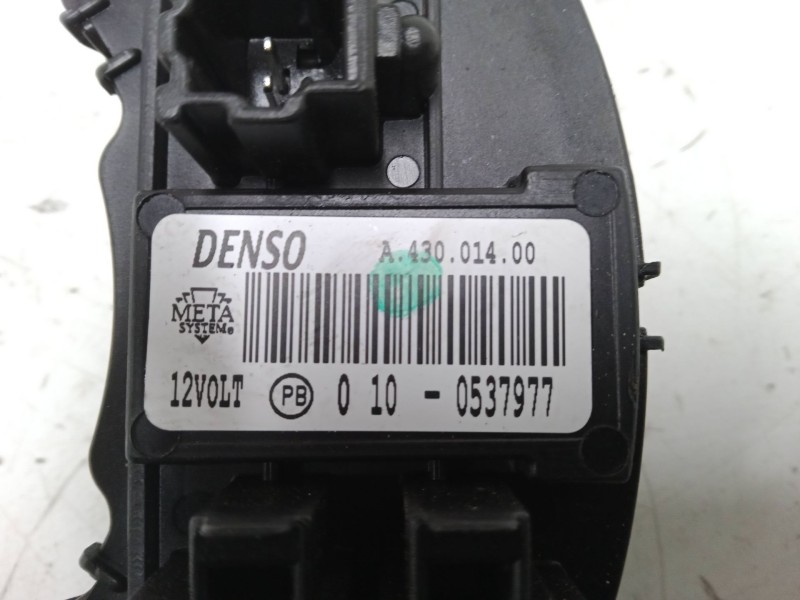 DENSO A.430.014.00
META
SYSTEM®
12VOLT PB 0 10 - 0537977